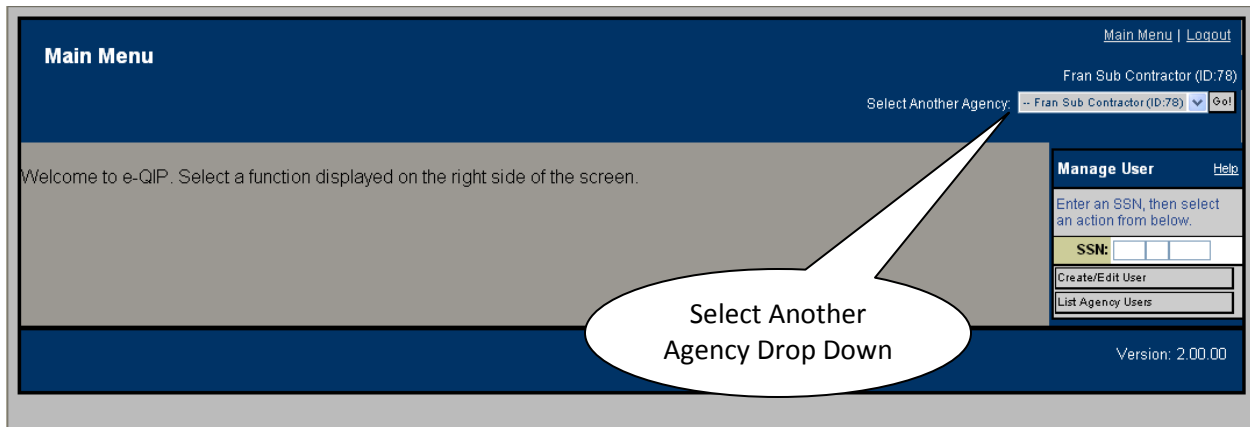 Main Menu
Main Menu | Logout
Fran Sub Contractor (ID:78)
Select Another Agency: -- Fran Sub Contractor (ID:78) Go!
Welcome to e-QIP. Select a function displayed on the right side of the screen.
Manage User Help
Enter an SSN, then select
an action from below.
SSN:
Create/Edit User
List Agency Users
Select Another
Agency Drop Down
Version: 2.00.00